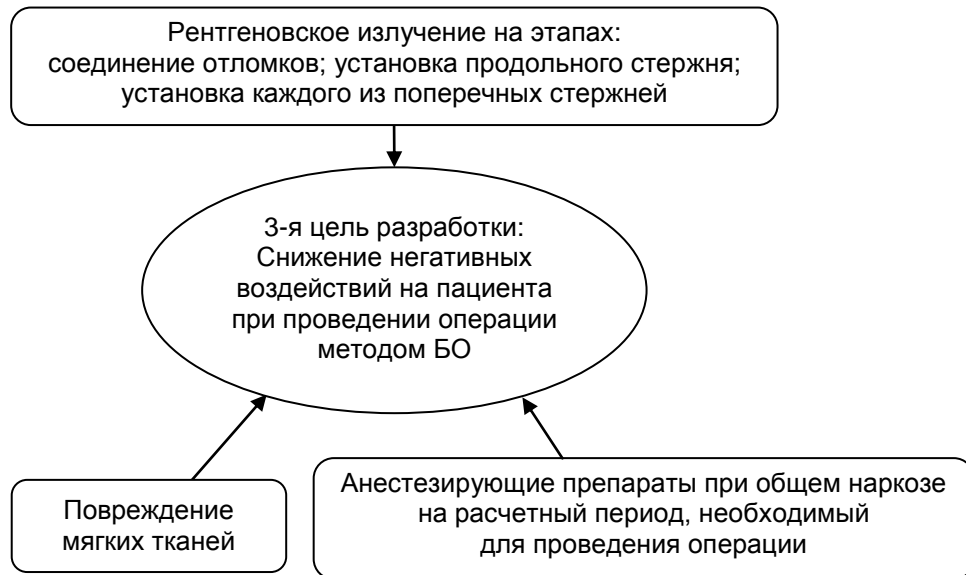 Рентгеновское излучение на этапах:
соединение отломков; установка продольного стержня;
установка каждого из поперечных стержней
3-я цель разработки:
Снижение негативных
воздействий на пациента
при проведении операции
методом БО
Повреждение
мягких тканей
Анестезирующие препараты при общем наркозе
на расчетный период, необходимый
для проведения операции